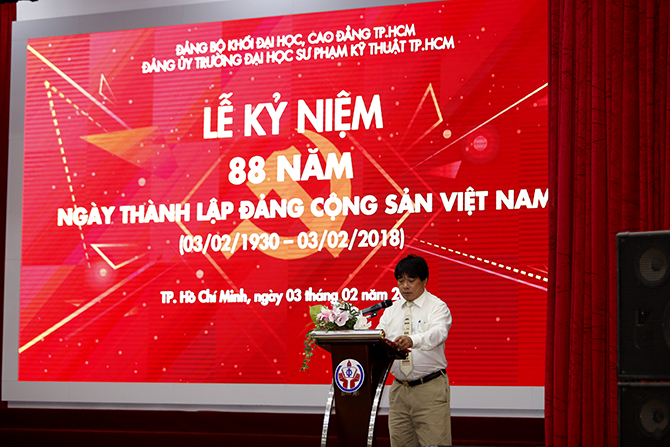 ĐẢNG BỘ KHỐI ĐẠI HỌC, CAO ĐẲNG TP.HCM
ĐẢNG ỦY TRƯỜNG ĐẠI HỌC SƯ PHẠM KỸ THUẬT TP.HCM
LỄ KỶ NIỆM
88 NĂM
NGÀY THÀNH LẬP ĐẢNG CỘNG SẢN VIỆT NAM
(03/02/1930 – 03/02/2018)
TP. Hồ Chí Minh, ngày 03 tháng 02 năm 2